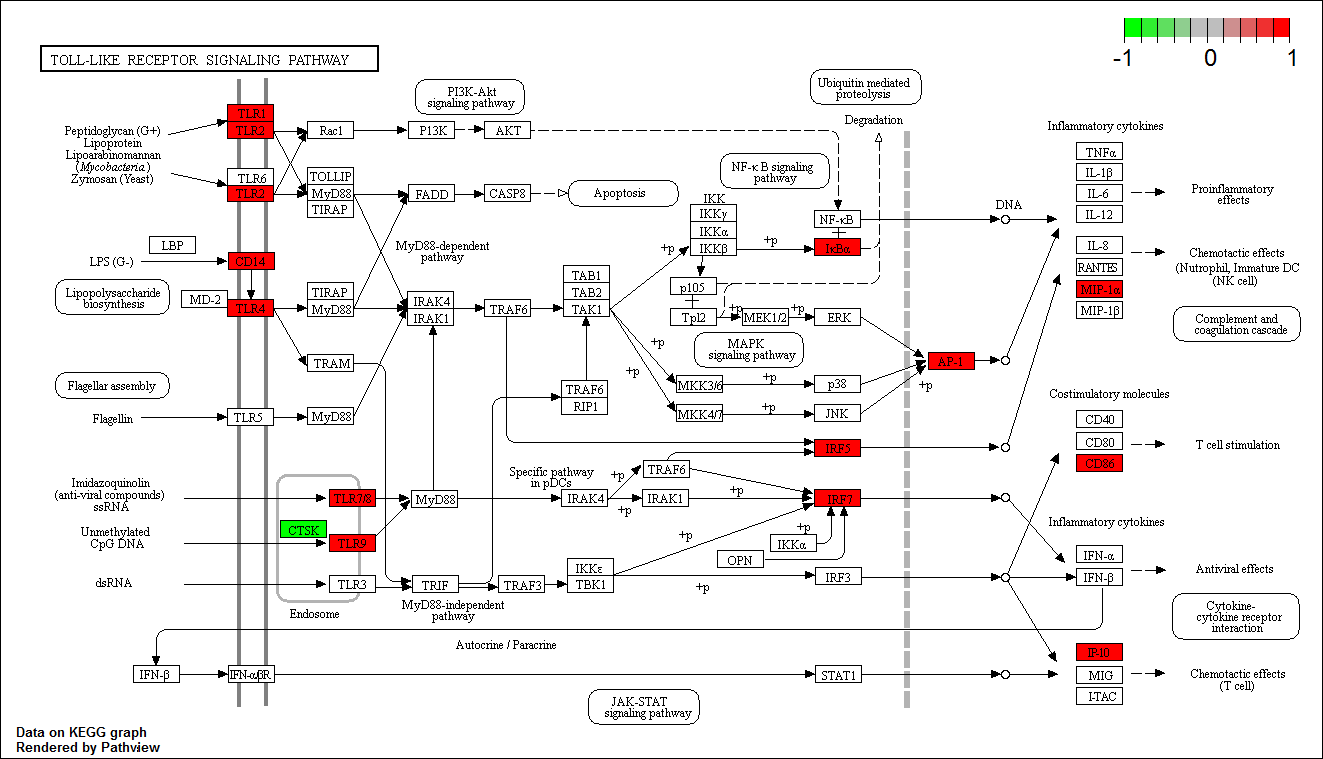 -1
0
1
TOLL-LIKE RECEPTOR SIGNALING PATHWAY
PI3K-Akt
signaling pathway
Ubiquitin mediated
proteolysis
Degradation
Peptidoglycan (G+)
Lipoprotein
Lipoarabinomannan
(Mycobacteria)
Zymosan (Yeast)
TLR1
TLR2
Rac1
P13K
AKT
TLR6
TLR2
TOLLIP
MyD88
TIRAP
FADD
CASP8
Apoptosis
NF-κB signaling
pathway
IKK
IKKγ
IKKα
IKKβ
+p
+p
NF-κB
IκBα
DNA
Inflammatory cytokines
TNFα
IL-1β
IL-6
IL-12
Proinflammatory
effects
IL-8
RANTES
MIP-1α
MIP-1β
Chemotactic effects
(Nutrophil, Immature DC
(NK cell)
Complement and
coagulation cascade
LBP
LPS (G-)
CD14
MyD88-dependent
pathway
Lipopolysaccharide
biosynthesis
MD-2
TLR4
TIRAP
MyD88
IRAK4
IRAK1
TRAF6
TAB1
TAB2
TAK1
p105
Tpl2
+p
MEK1/2
+p
ERK
MAPK
signaling pathway
AP-1
+p
TRAM
+p
+p
MKK3/6
+p
p38
MKK4/7
+p
JNK
Flagellar assembly
Flagellin
TLR5
MyD88
TRAF6
RIP1
Costimulatory molecules
CD40
CD80
CD86
T cell stimulation
IRF5
Imidazoquinolin
(anti-viral compounds)
ssRNA
TLR7/8
MyD88
Specific pathway
in pDCs
IRAK4
+p
+p
TRAF6
IRAK1
+p
IRF7
Unmethylated
CpG DNA
CTSK
TLR9
+p
+p
IKKα
OPN
Inflammatory cytokines
IFN-α
IFN-β
Antiviral effects
dsRNA
TLR3
Endosome
TRIF
TRAF3
IKKε
TBK1
+p
IRF3
MyD88-independent
pathway
Cytokine-
cytokine receptor
interaction
Autocrine / Paracrine
IFN-β
IFN-αβR
STAT1
IP-10
MIG
I-TAC
Chemotactic effects
(T cell)
JAK-STAT
signaling pathway
Data on KEGG graph
Rendered by Pathview